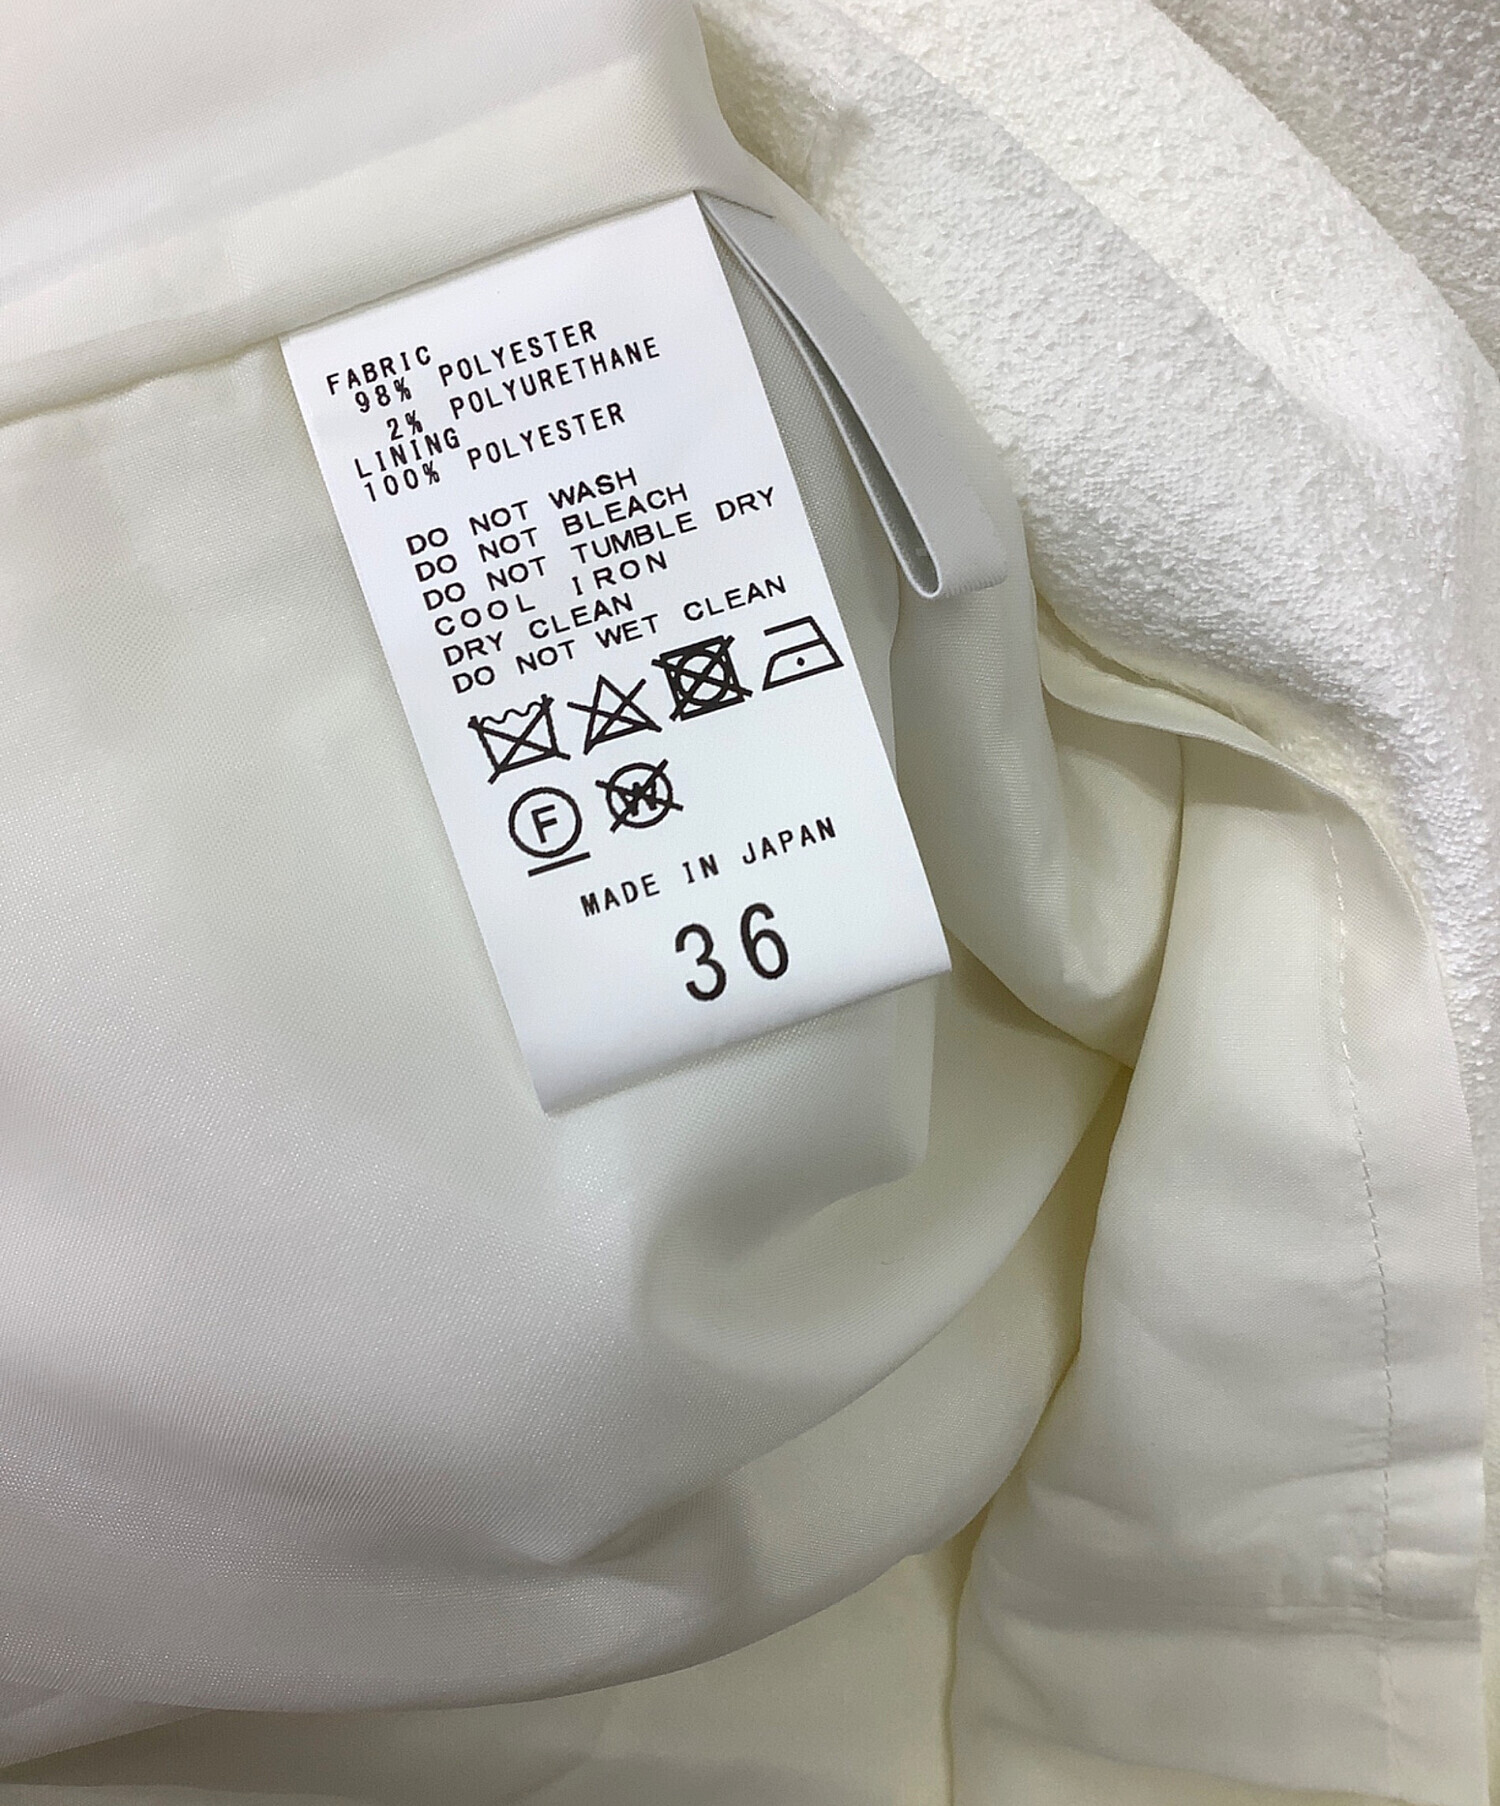 FABRIC
98% POLYESTER
2% POLYURETHANE
LINING
100% POLYESTER
DO NOT WASH
DO NOT BLEACH
DO NOT TUMBLE DRY
COOL IRON
DRY CLEAN
DO NOT WET CLEAN
F W
MADE IN JAPAN
36